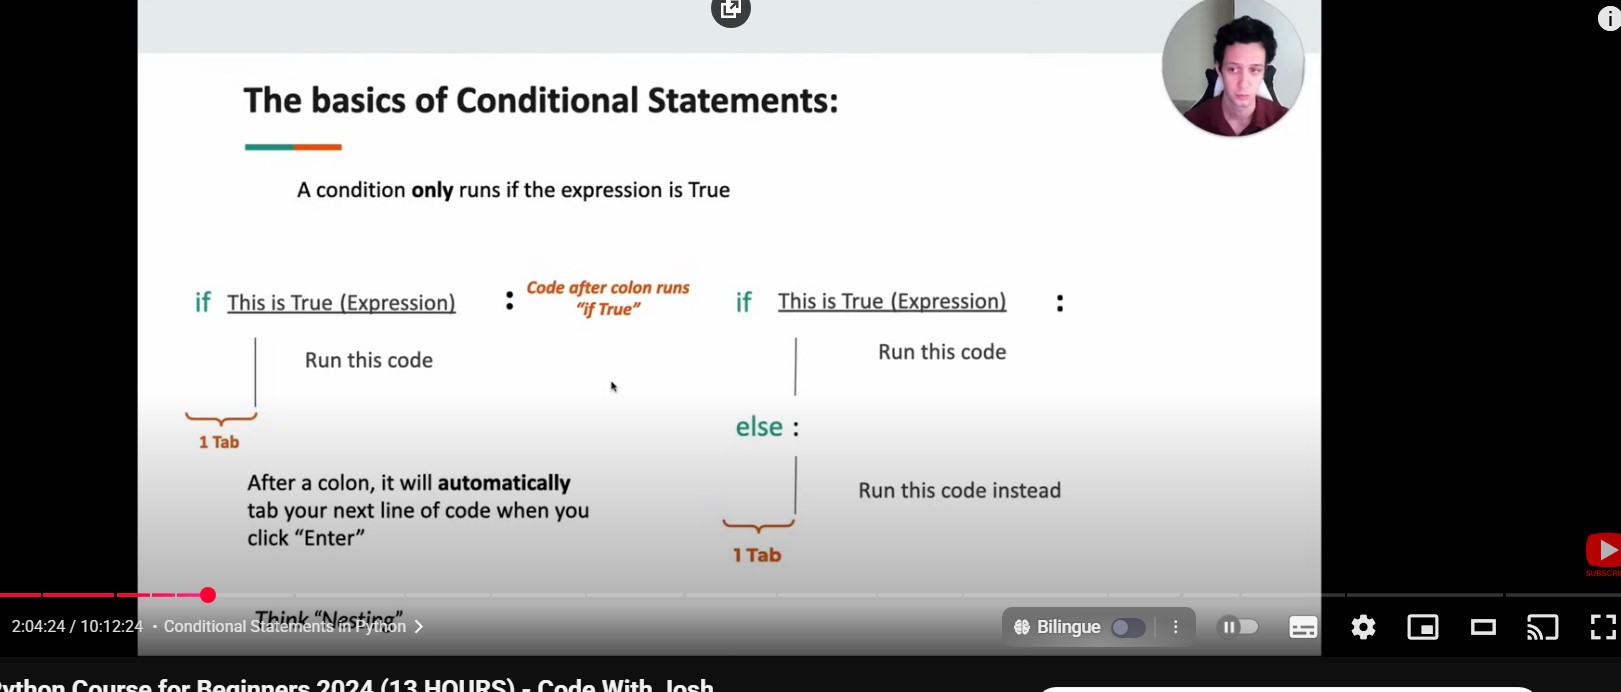 The basics of Conditional Statements:
A condition only runs if the expression is True
if This is True (Expression) :
Code after colon runs
“if True”
Run this code
1 Tab
After a colon, it will automatically
tab your next line of code when you
click “Enter”
Think “Nesting”
if This is True (Expression) :
Run this code
else :
Run this code instead
1 Tab
SUBSCRI
2:04:24 / 10:12:24 • Conditional Statements in Python
Bilingue
ython Course for Beginners 2024 (13 HOURS) - Code With Josh